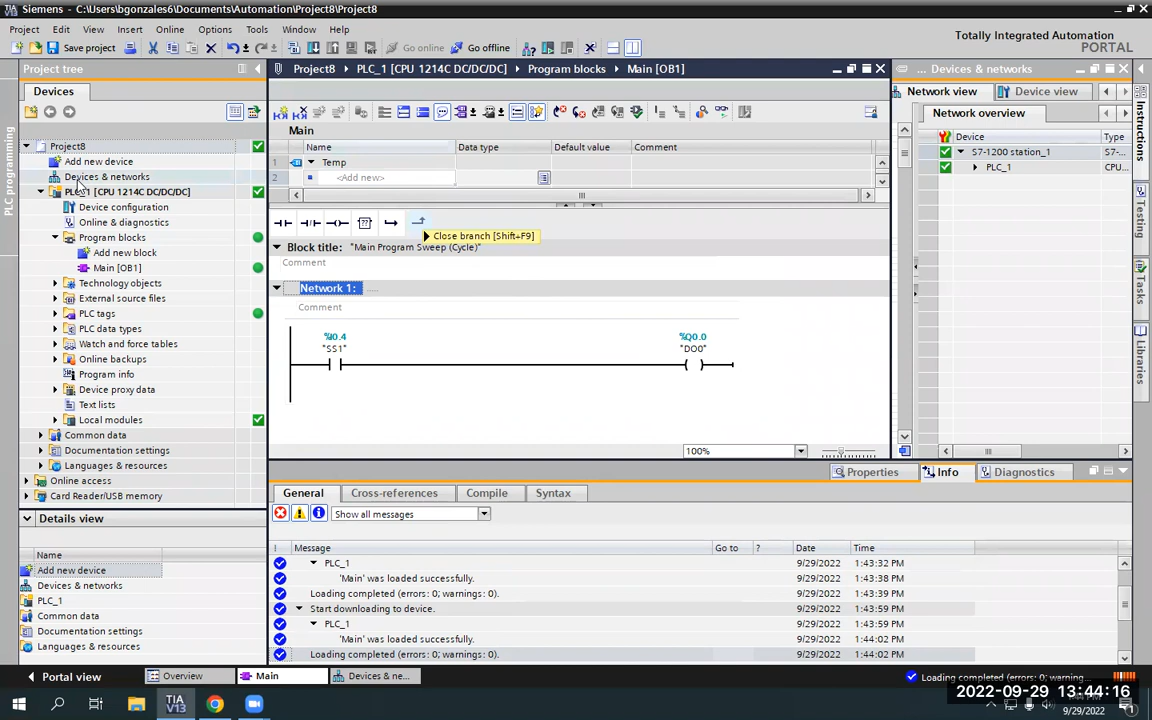 Siemens - C:\Users\bgonzales6\Documents\Automation\Project8\Project8
Project Edit View Insert Online Options Tools Window Help
Totally Integrated Automation
PORTAL
Save project Go online Go offline
Project tree
Devices
PLC programming
Project8
Add new device
Devices & networks
PLC_1 [CPU 1214C DC/DC/DC]
Device configuration
Online & diagnostics
Program blocks
Add new block
Main [OB1]
Technology objects
External source files
PLC tags
PLC data types
Watch and force tables
Online backups
Program info
Device proxy data
Text lists
Local modules
Common data
Documentation settings
Languages & resources
Online access
Card Reader/USB memory
Details view
Name
Add new device
Devices & networks
PLC_1
Common data
Documentation settings
Languages & resources
Project8 PLC_1 [CPU 1214C DC/DC/DC] Program blocks Main [OB1]
Main
Name Data type Default value Comment
1 Temp
2 <Add new>
Close branch [Shift+F9]
Block title: "Main Program Sweep (Cycle)"
Comment
Network 1: .....
Comment
%I0.4
"SS1"
%Q0.0
"DO0"
100%
... Devices & networks
Network view Device view
Network overview
Device Type
S7-1200 station_1 S7-...
PLC_1 CPU...
Instructions
Testing
Tasks
Libraries
Properties Info Diagnostics
General Cross-references Compile Syntax
Show all messages
! Message Go to ? Date Time
PLC_1 9/29/2022 1:43:32 PM
'Main' was loaded successfully. 9/29/2022 1:43:38 PM
Loading completed (errors: 0; warnings: 0). 9/29/2022 1:43:39 PM
Start downloading to device. 9/29/2022 1:43:59 PM
PLC_1 9/29/2022 1:43:59 PM
'Main' was loaded successfully. 9/29/2022 1:44:02 PM
Loading completed (errors: 0; warnings: 0). 9/29/2022 1:44:02 PM
Portal view Overview Main Devices & ne...
Loading completed (errors: 0; warning...
2022-09-29 13:44:16
TIA
V13
9/29/2022